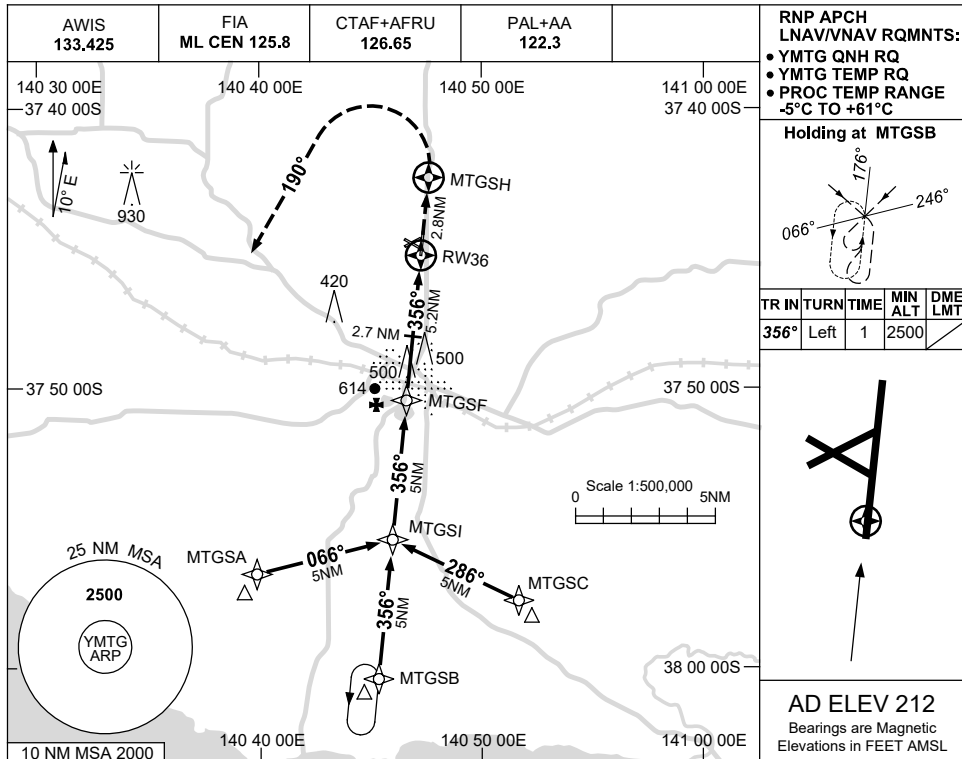 AWIS
133.425
FIA
ML CEN 125.8
CTAF+AFRU
126.65
PAL+AA
122.3
RNP APCH
LNAV/VNAV RQMNTS:
• YMTG QNH RQ
• YMTG TEMP RQ
• PROC TEMP RANGE
-5°C TO +61°C
140 30 00E
140 40 00E
140 50 00E
141 00 00E
37 40 00S
37 40 00S
10° E
930
190°
MTGSH
2.8NM
RW36
420
356°
5.2NM
2.7 NM
500
500
37 50 00S
614
MTGSF
37 50 00S
356°
5NM
Scale 1:500,000
0
5NM
MTGSI
MTGSA
066°
5NM
286°
5NM
MTGSC
356°
5NM
25 NM MSA
2500
YMTG
ARP
10 NM MSA 2000
MTGSB
38 00 00S
140 40 00E
140 50 00E
141 00 00E
Holding at MTGSB
176°
246°
066°
TR IN
TURN
TIME
MIN
ALT
DME
LMT
356°
Left
1
2500
AD ELEV 212
Bearings are Magnetic
Elevations in FEET AMSL